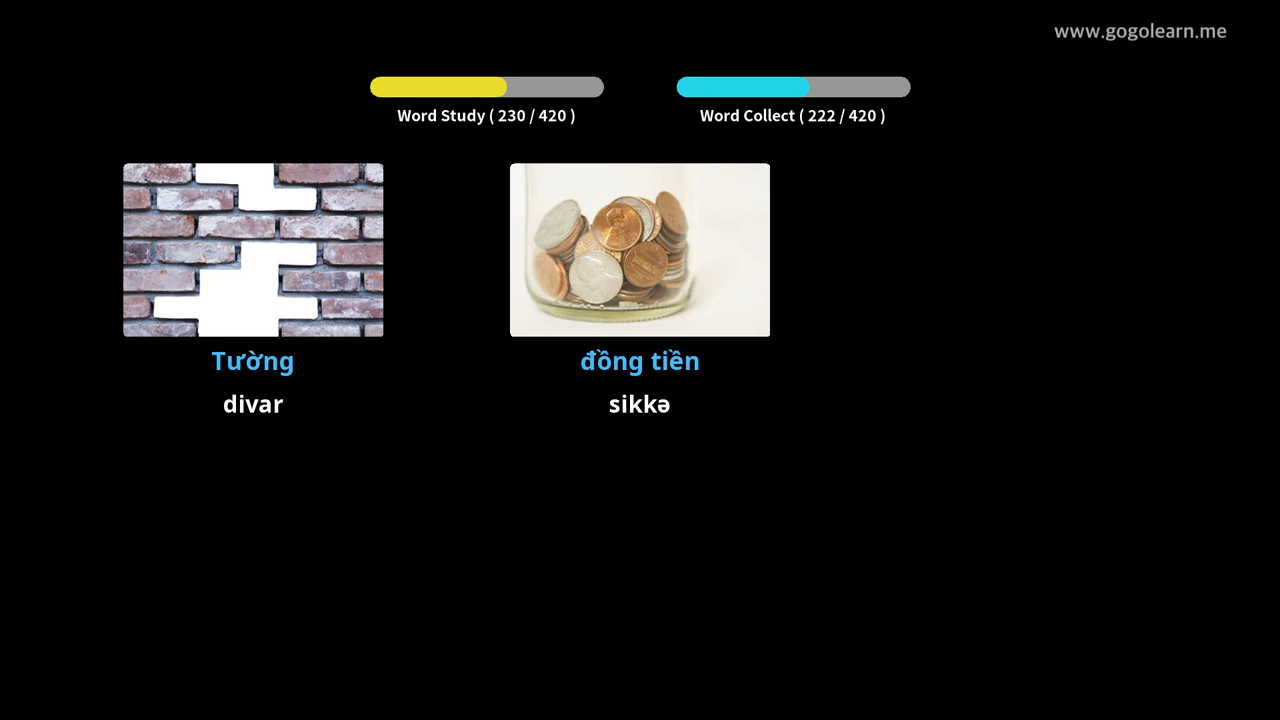 www.gogolearn.me
Word Study ( 230 / 420 )
Word Collect ( 222 / 420 )
Tường
divar
đồng tiền
sikkə